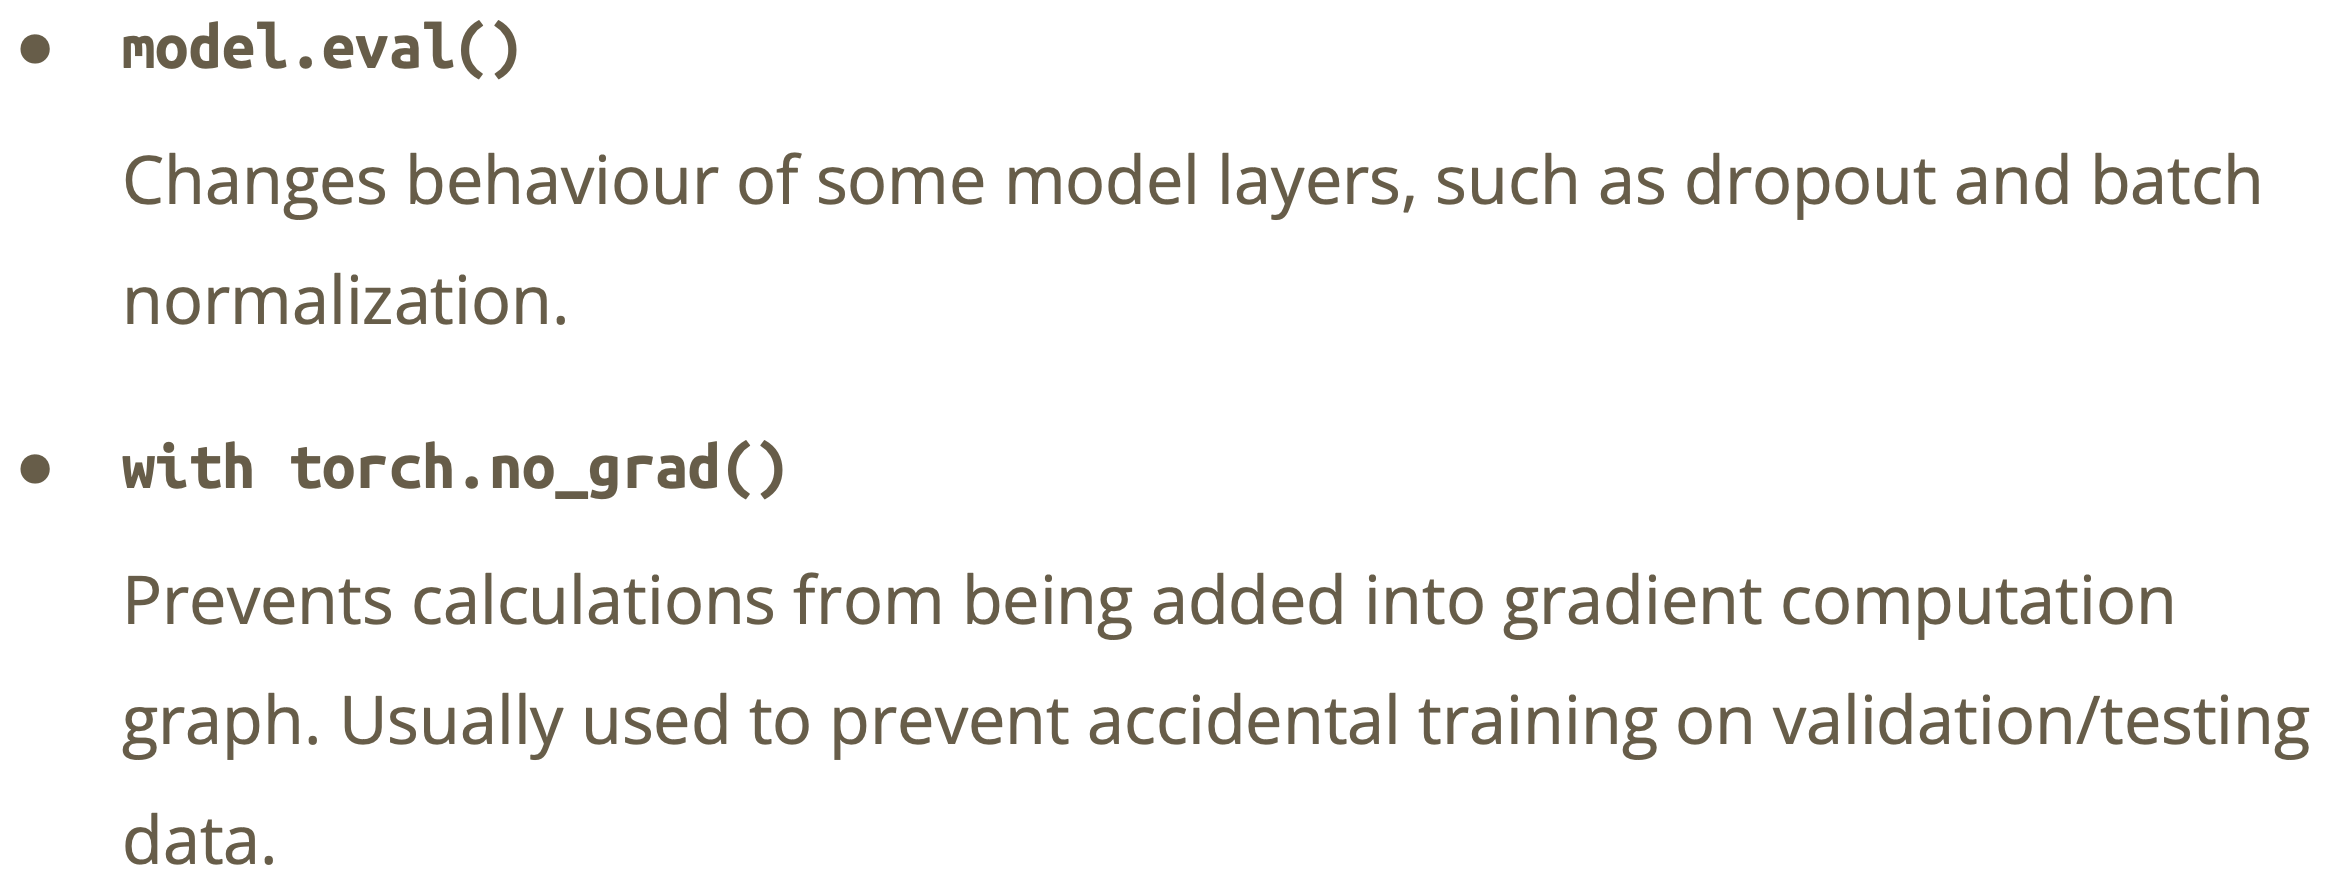 ● model.eval()
Changes behaviour of some model layers, such as dropout and batch
normalization.
● with torch.no_grad()
Prevents calculations from being added into gradient computation
graph. Usually used to prevent accidental training on validation/testing
data.